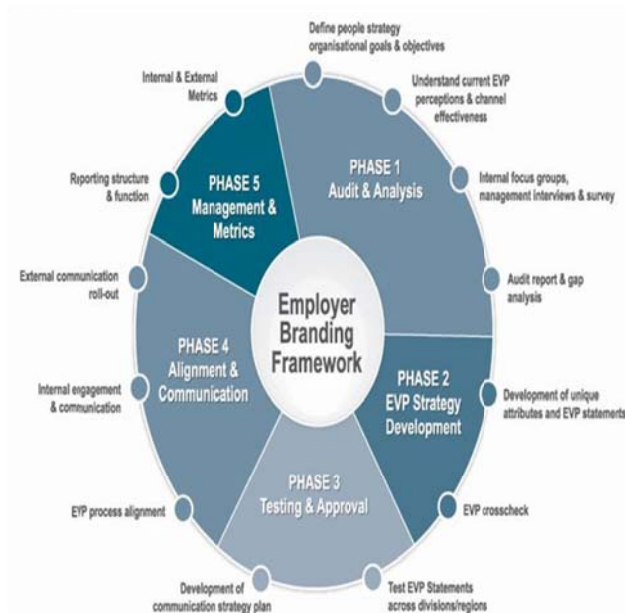 Define people strategy
organisational goals & objectives
Understand current EVP
perceptions & channel
effectiveness
Internal focus groups,
management interviews & survey
Audit report & gap
analysis
Development of unique
attributes and EVP statements
EVP crosscheck
Test EVP Statements
across divisions/regions
Development of
communication strategy plan
EVP process alignment
Internal engagement
& communication
External communication
roll-out
Reporting structure
& function
Internal & External
Metrics
PHASE 1
Audit & Analysis
PHASE 2
EVP Strategy
Development
PHASE 3
Testing & Approval
PHASE 4
Alignment &
Communication
PHASE 5
Management &
Metrics
Employer
Branding
Framework